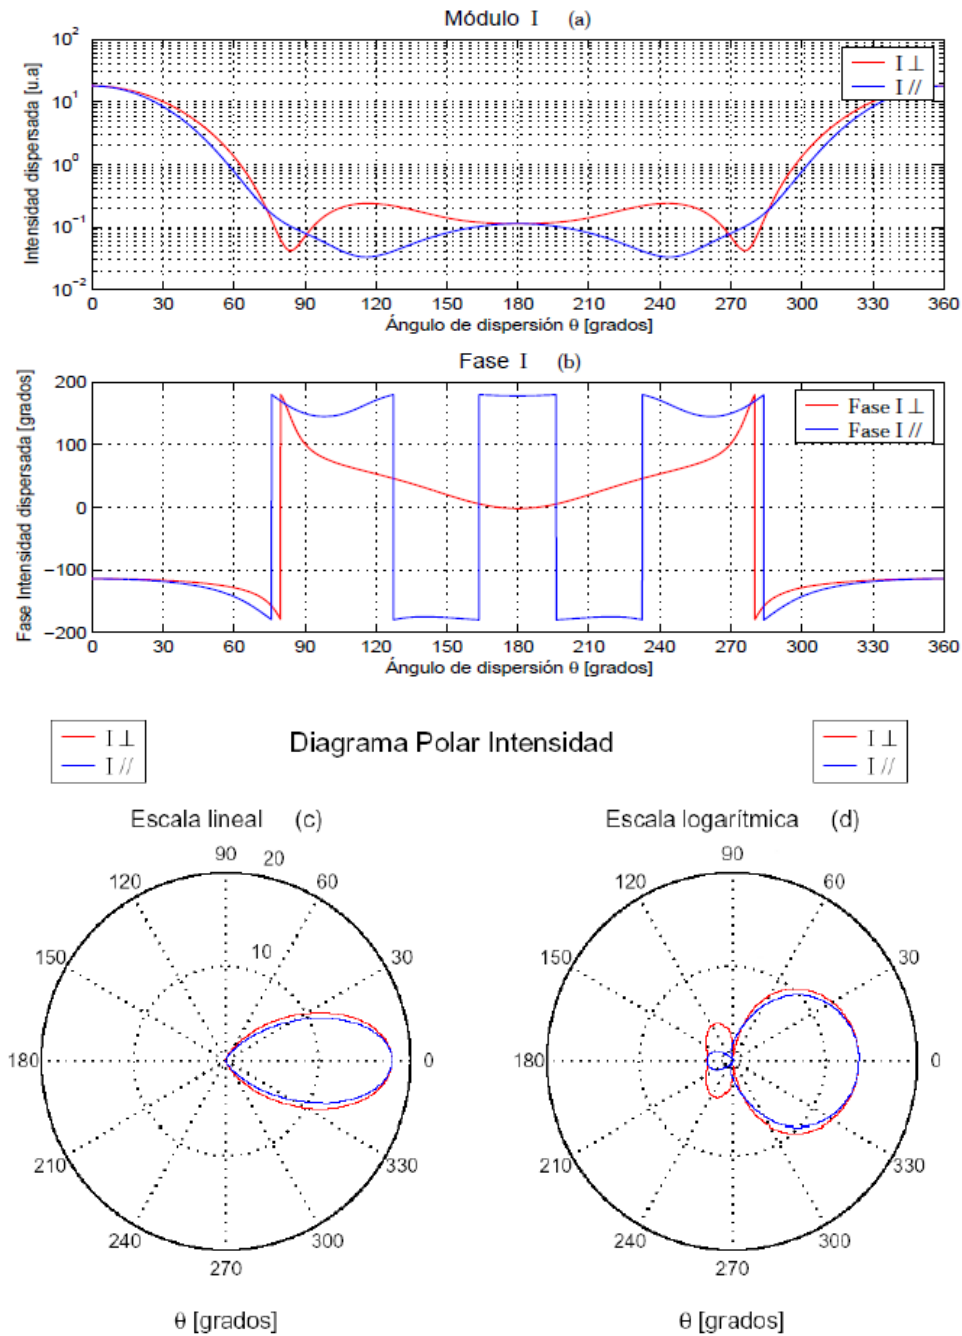 Módulo I (a)
Intensidad dispersada [u.a]
10²
10¹
10⁰
10⁻¹
10⁻²
I ⊥
I //
0 30 60 90 120 150 180 210 240 270 300 330 360
Ángulo de dispersión θ [grados]
Fase I (b)
Fase Intensidad dispersada [grados]
200
100
0
−100
−200
Fase I ⊥
Fase I //
0 30 60 90 120 150 180 210 240 270 300 330 360
Ángulo de dispersión θ [grados]
I ⊥
I //
Diagrama Polar Intensidad
I ⊥
I //
Escala lineal (c)
90
20
120
60
10
150
30
180
0
210
330
240
300
270
θ [grados]
Escala logarítmica (d)
90
120
60
150
30
180
0
210
330
240
300
270
θ [grados]